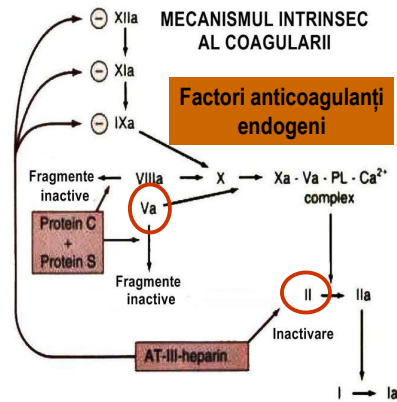 MECANISMUL INTRINSEC
AL COAGULARII
− XIIa
− XIa
− IXa
Factori anticoagulanți
endogeni
Fragmente
inactive
VIIIa
X
Xa - Va - PL - Ca²⁺
complex
Va
Protein C
+
Protein S
Fragmente
inactive
II
IIa
Inactivare
AT-III-heparin
I
Ia